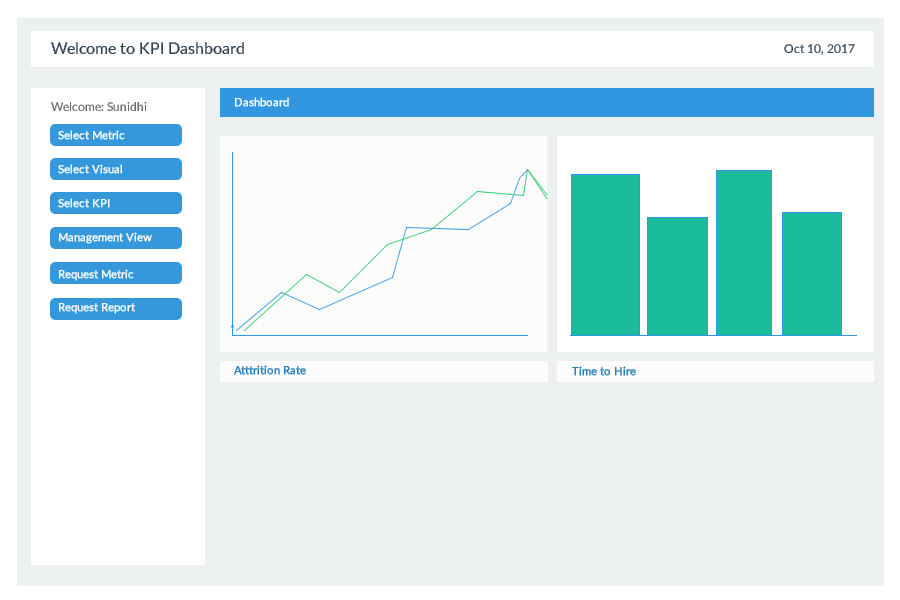 Welcome to KPI Dashboard
Oct 10, 2017
Welcome: Sunidhi
Select Metric
Select Visual
Select KPI
Management View
Request Metric
Request Report
Dashboard
Atttrition Rate
Time to Hire